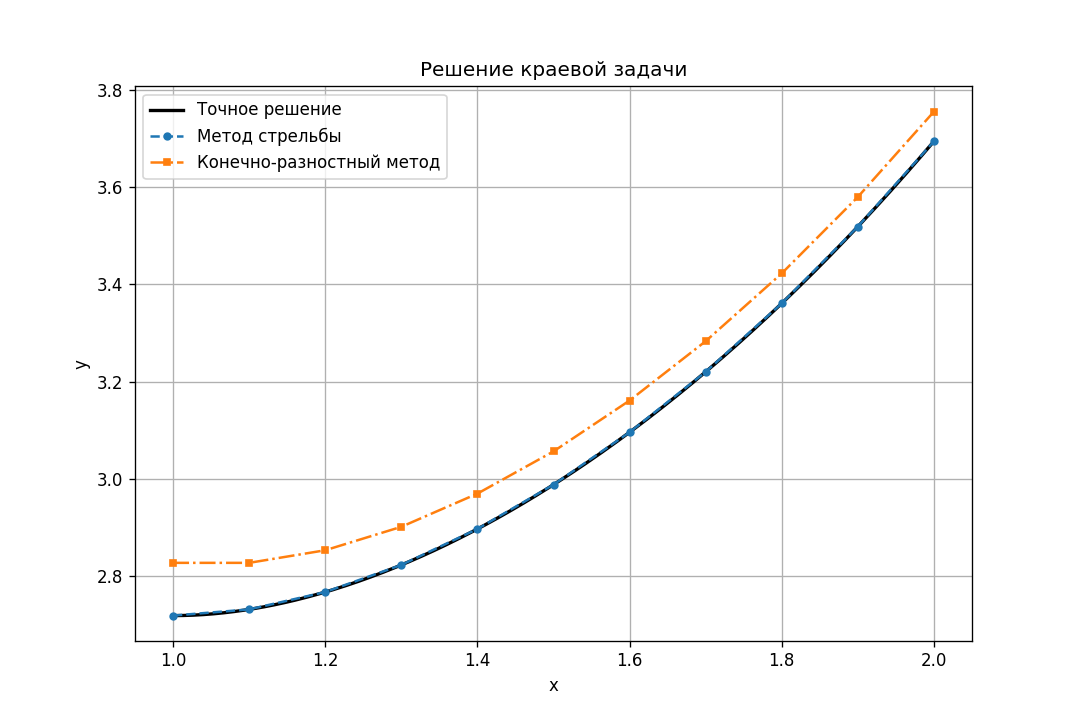 Решение краевой задачи
Точное решение
Метод стрельбы
Конечно-разностный метод
3.8
3.6
3.4
3.2
3.0
2.8
y
1.0 1.2 1.4 1.6 1.8 2.0
x